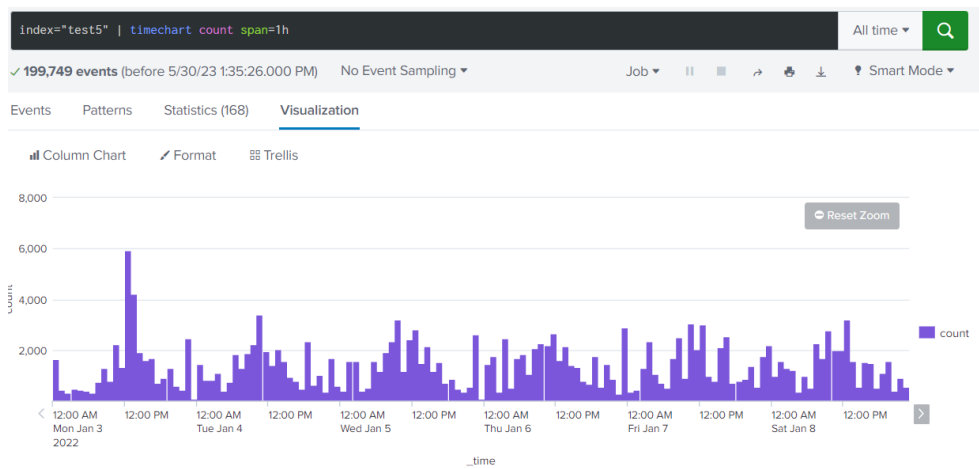 index="test5" | timechart count span=1h
All time
199,749 events (before 5/30/23 1:35:26.000 PM)
No Event Sampling
Job
Smart Mode
Events
Patterns
Statistics (168)
Visualization
Column Chart
Format
Trellis
8,000
Reset Zoom
6,000
4,000
count
count
2,000
12:00 AM 12:00 PM 12:00 AM 12:00 PM 12:00 AM 12:00 PM 12:00 AM 12:00 PM 12:00 AM 12:00 PM 12:00 AM 12:00 PM
Mon Jan 3 Tue Jan 4 Wed Jan 5 Thu Jan 6 Fri Jan 7 Sat Jan 8
2022
_time